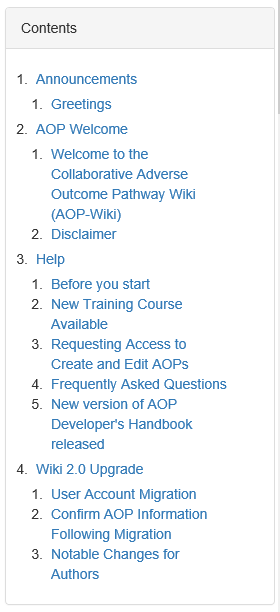 Contents
1. Announcements
1. Greetings
2. AOP Welcome
1. Welcome to the
Collaborative Adverse
Outcome Pathway Wiki
(AOP-Wiki)
2. Disclaimer
3. Help
1. Before you start
2. New Training Course
Available
3. Requesting Access to
Create and Edit AOPs
4. Frequently Asked Questions
5. New version of AOP
Developer's Handbook
released
4. Wiki 2.0 Upgrade
1. User Account Migration
2. Confirm AOP Information
Following Migration
3. Notable Changes for
Authors